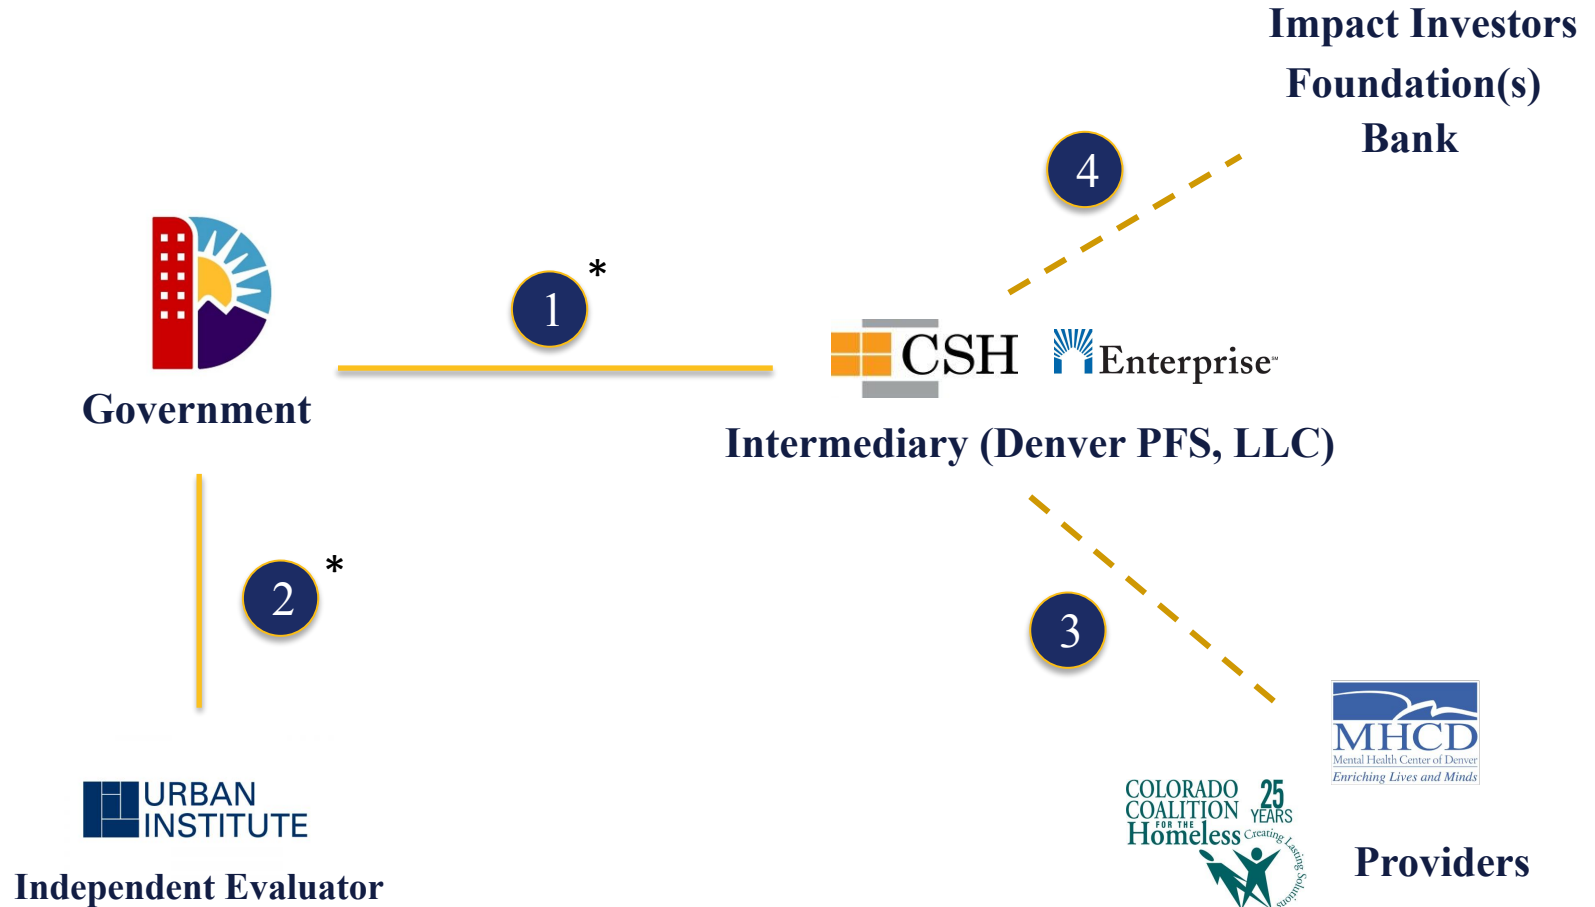 Impact Investors
Foundation(s)
Bank
4
1 *
CSH
Enterprise℠
Government
Intermediary (Denver PFS, LLC)
2 *
3
MHCD
Mental Health Center of Denver
Enriching Lives and Minds
URBAN
INSTITUTE
COLORADO
COALITION
FOR THE
Homeless
25
YEARS
Creating Lasting Solutions
Providers
Independent Evaluator